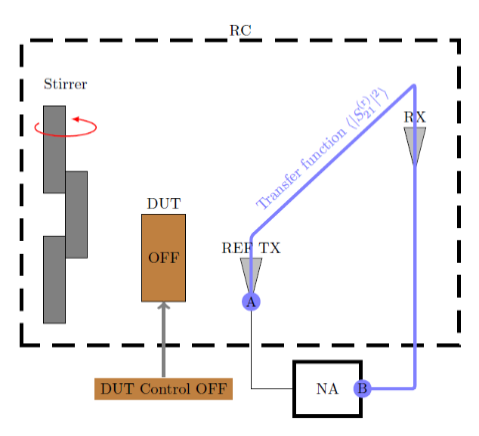 RC
Stirrer
Transfer function ⟨|S₂₁⁽ᵗ⁾|²⟩
RX
DUT
OFF
REF TX
A
DUT Control OFF
NA
B